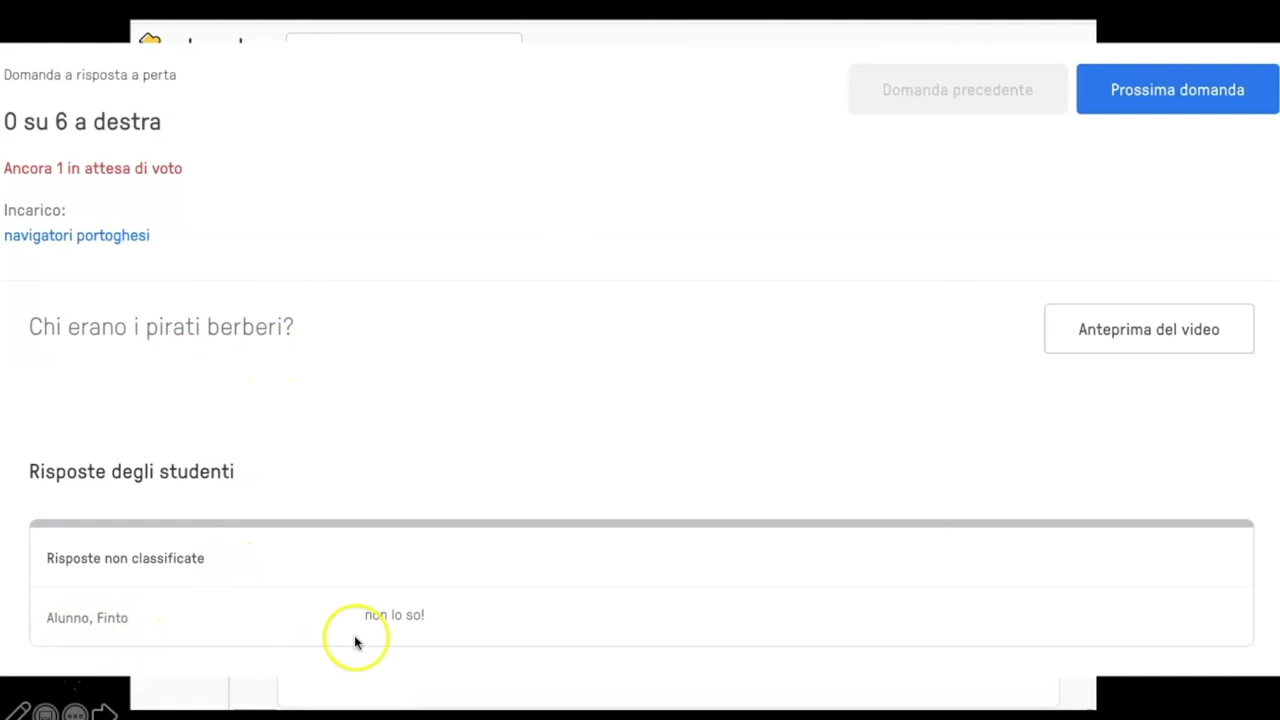 Domanda a risposta a perta
Domanda precedente
Prossima domanda
0 su 6 a destra
Ancora 1 in attesa di voto
Incarico:
navigatori portoghesi
Chi erano i pirati berberi?
Anteprima del video
Risposte degli studenti
Risposte non classificate
Alunno, Finto
non lo so!